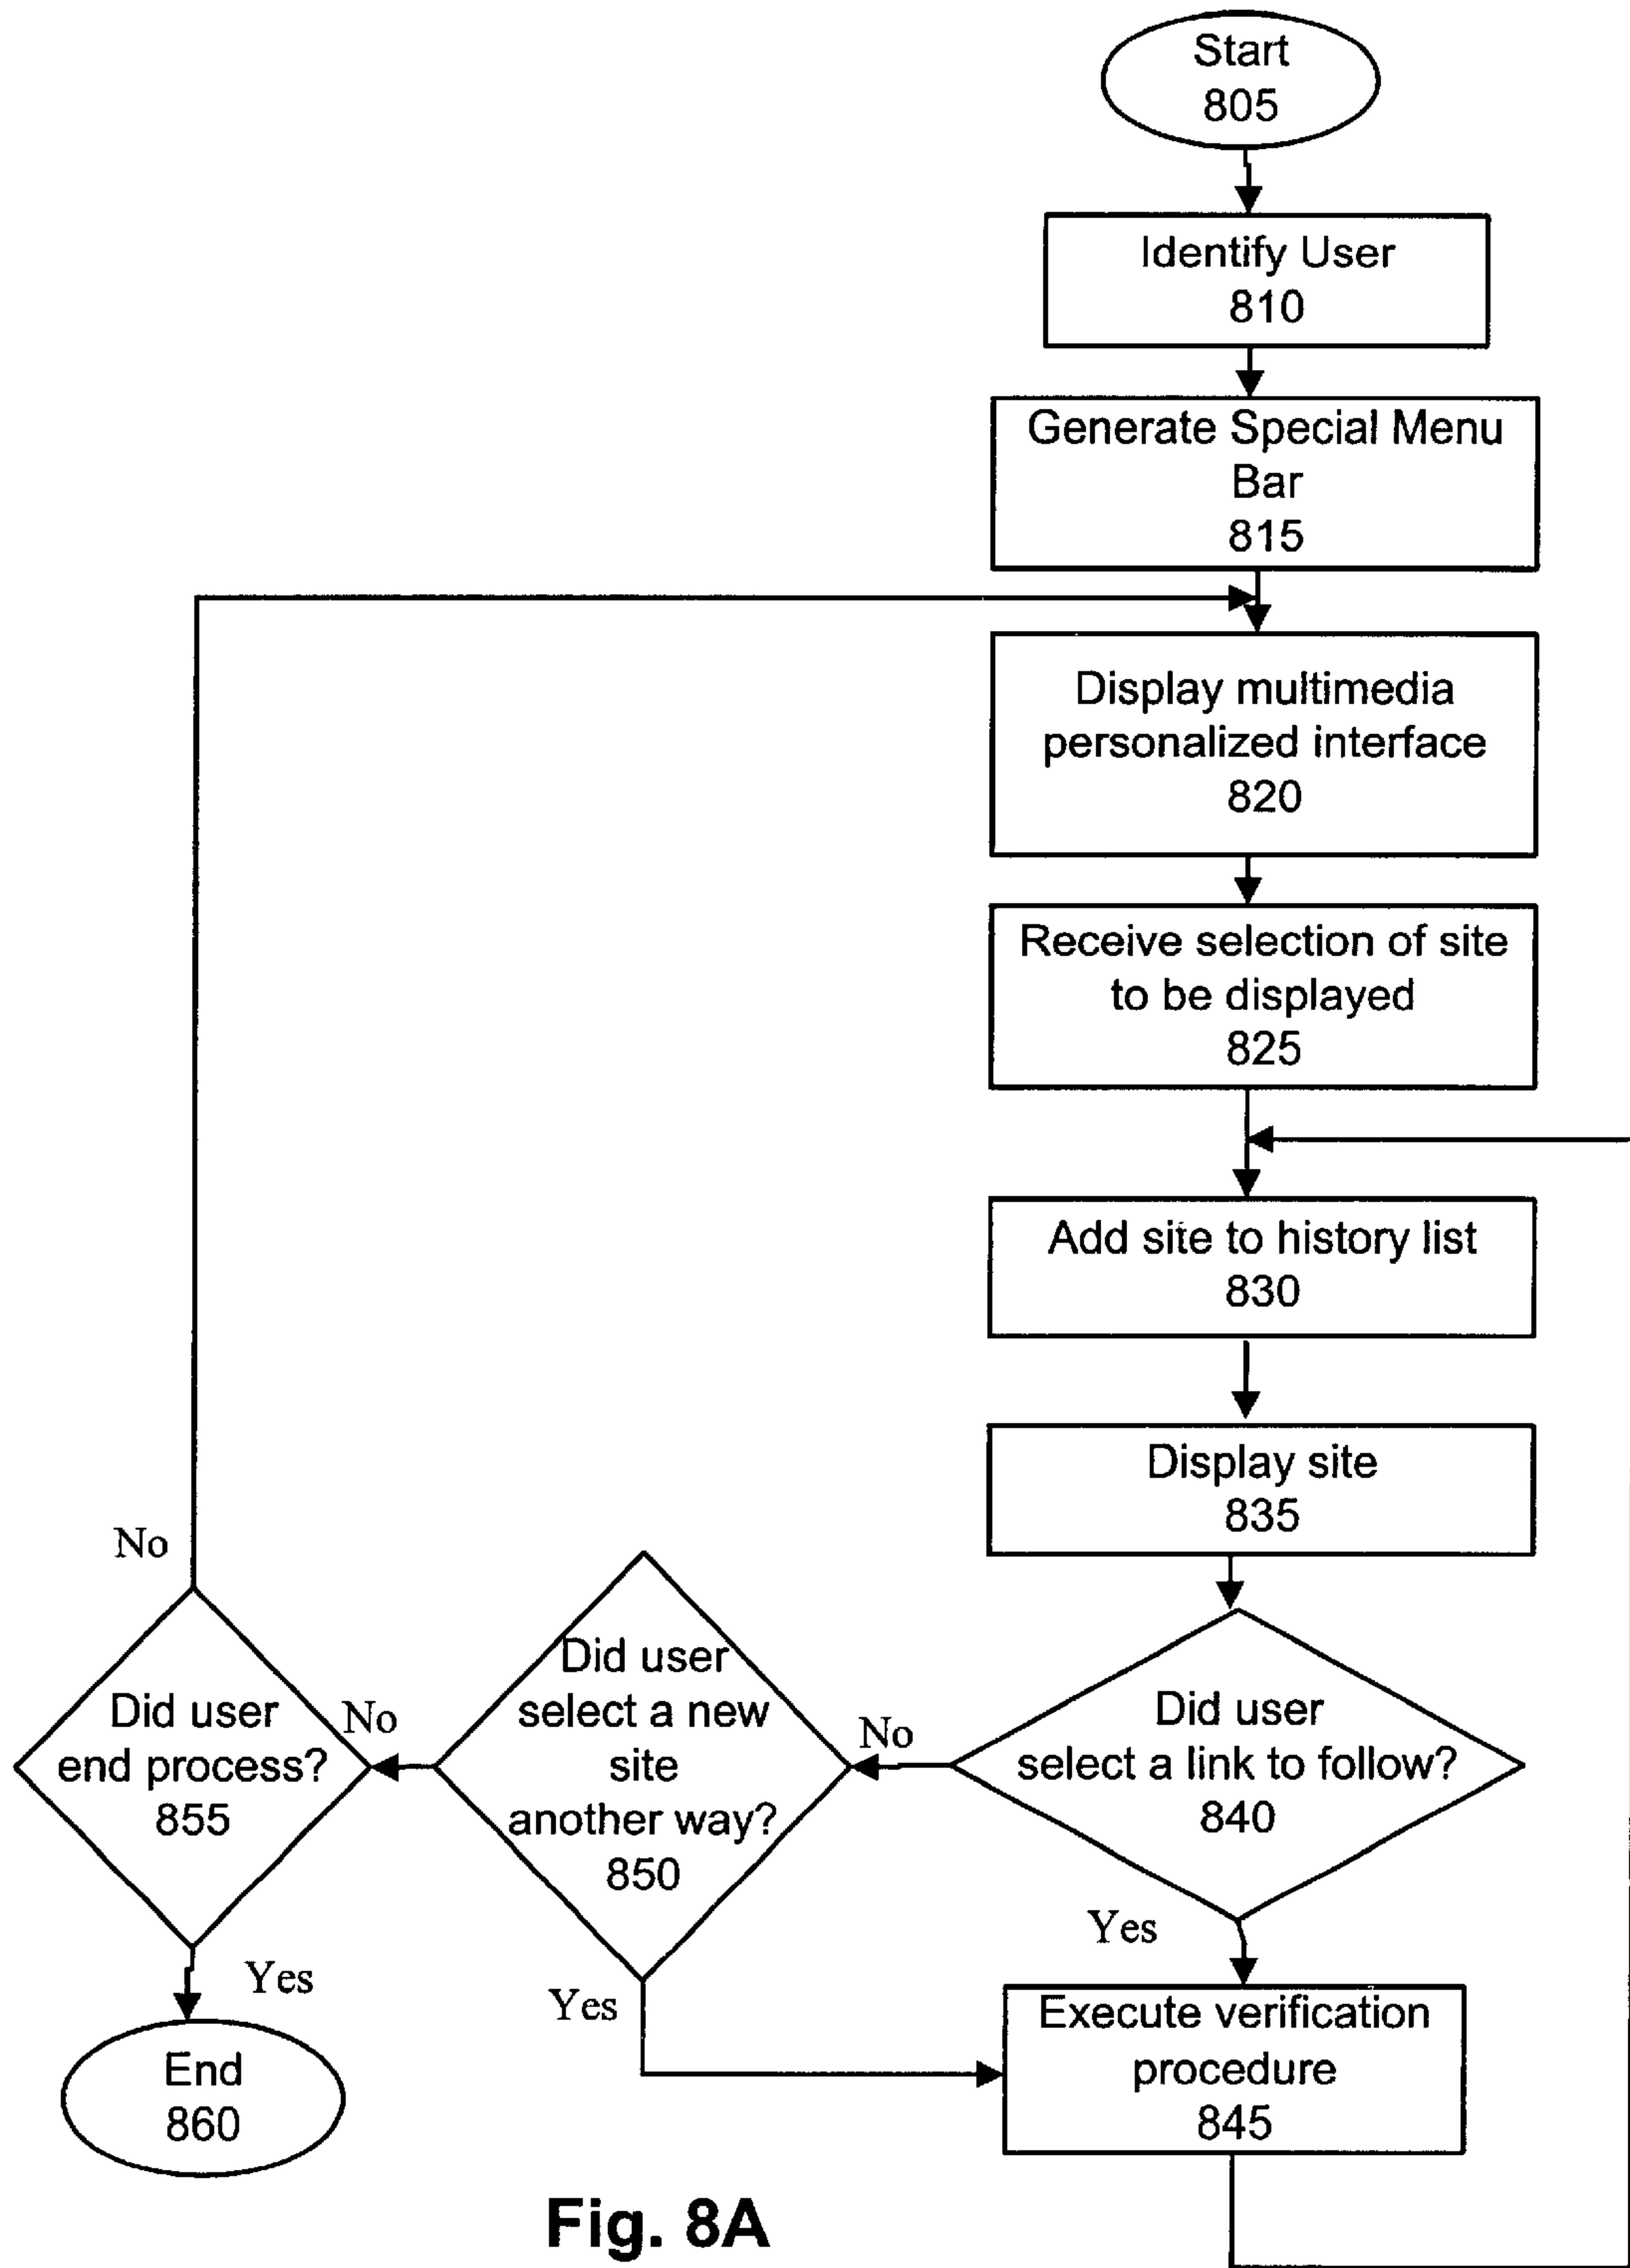 Start
805
Identify User
810
Generate Special Menu
Bar
815
Display multimedia
personalized interface
820
Receive selection of site
to be displayed
825
Add site to history list
830
Display site
835
Did user
select a link to follow?
840
No
Yes
Did user
select a new
site
another way?
850
No
Yes
Did user
end process?
855
No
Yes
Execute verification
procedure
845
End
860
Fig. 8A